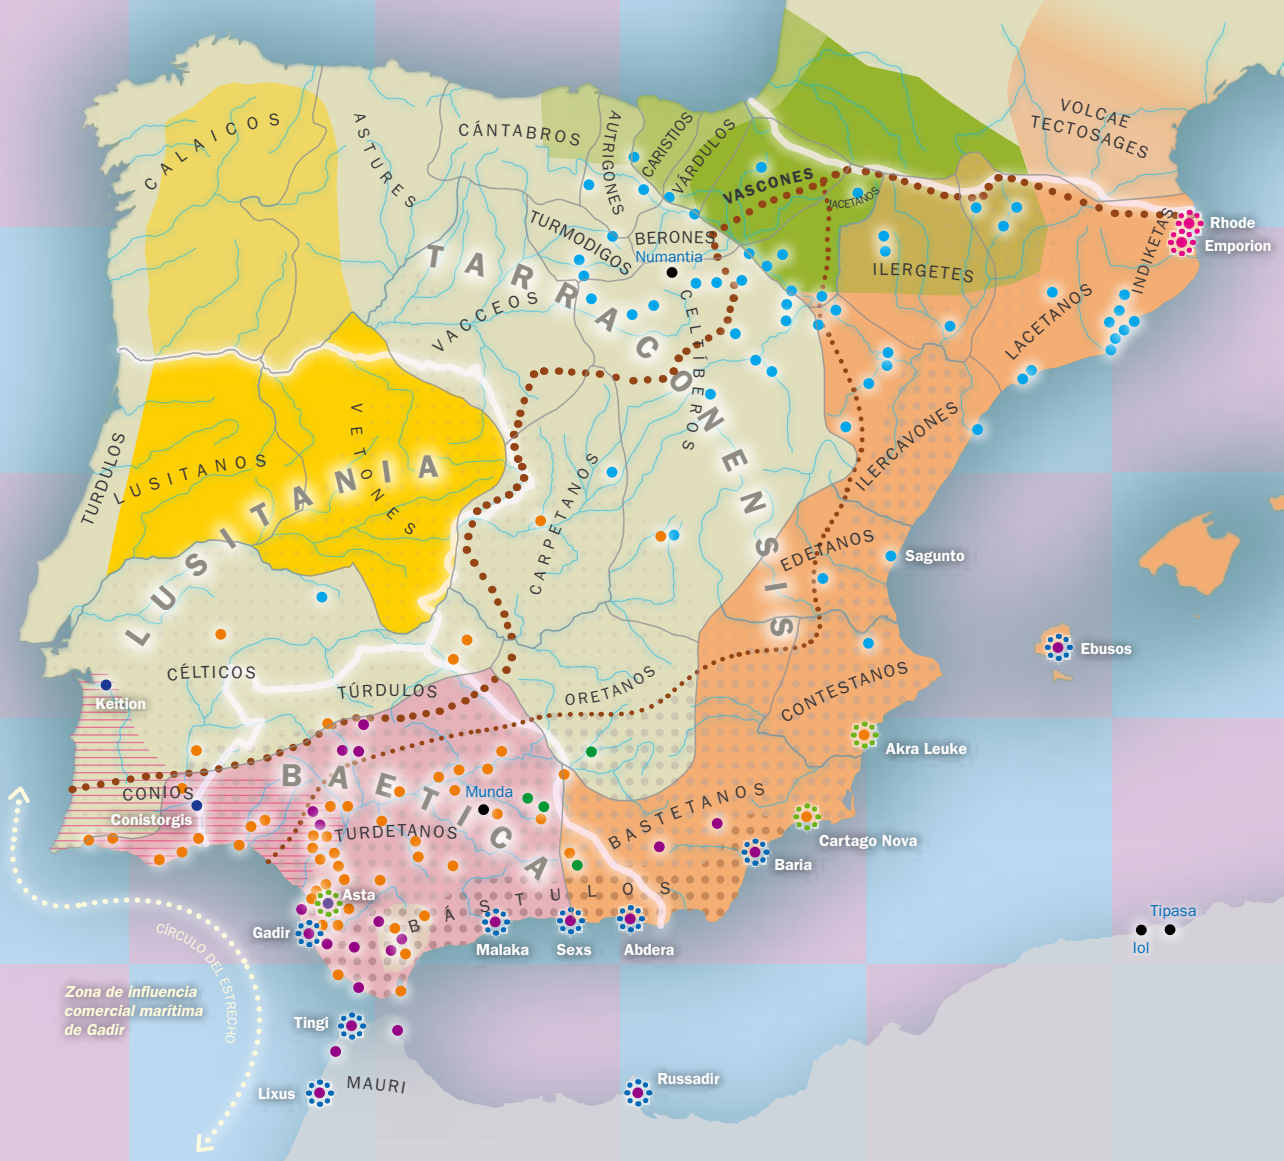 VOLCAE
TECTOSAGES
CALAICOS
ASTURES
CÁNTABROS
AUTRIGONES
CARISTIOS
VÁRDULOS
VASCONES
JACETANOS
INDIKETAS
Rhode
Emporion
TURMODIGOS
BERONES
Numantia
ILERGETES
TARRACONENSIS
VACCEOS
CELTÍBEROS
LACETANOS
ILERCAVONES
TURDULOS
LUSITANOS
VETONES
LUSITANIA
CARPETANOS
EDETANOS
Sagunto
Ebusos
CÉLTICOS
TÚRDULOS
ORETANOS
CONTESTANOS
Keition
Akra Leuke
BAETICA
CONIOS
Conistorgis
Munda
TURDETANOS
BASTETANOS
Cartago Nova
Baria
Asta
BÁSTULOS
Gadir
Malaka
Sexs
Abdera
Tipasa
Iol
CÍRCULO DEL ESTRECHO
Zona de influencia
comercial marítima
de Gadir
Tingi
MAURI
Lixus
Russadir